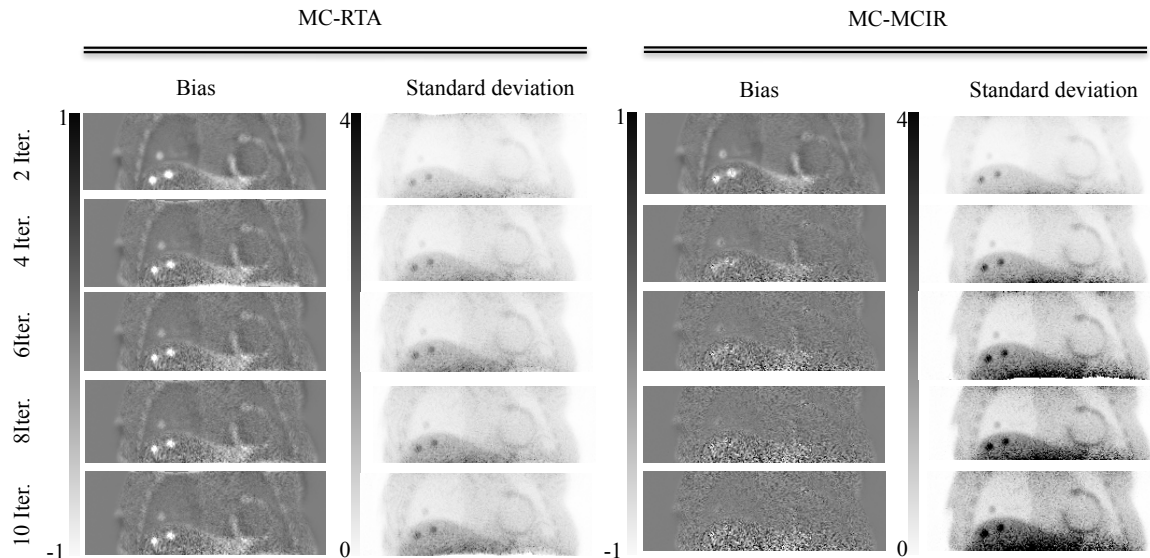 MC-RTA
MC-MCIR
Bias
Standard deviation
Bias
Standard deviation
1
4
1
4
2 Iter.
4 Iter.
6Iter.
8Iter.
10 Iter.
-1
0
-1
0